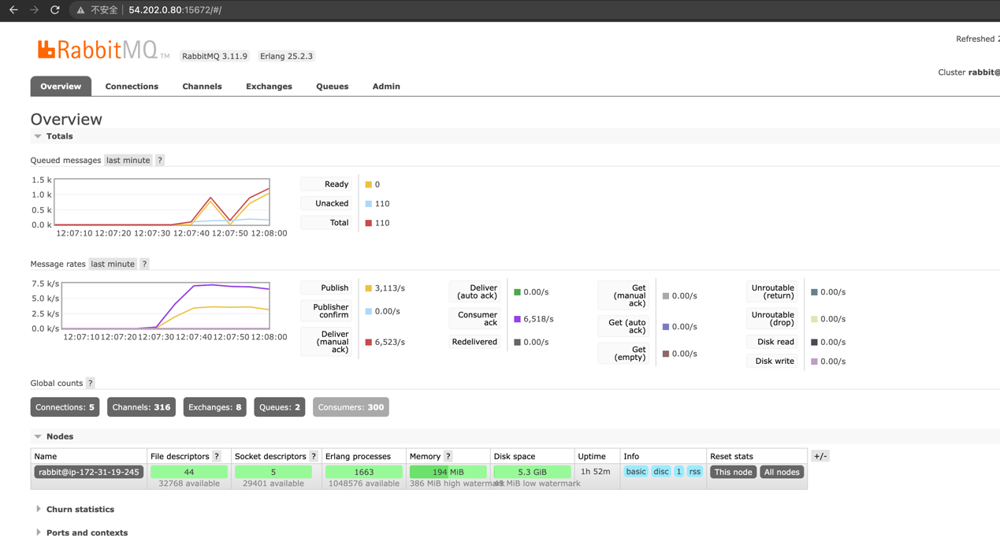 不安全 54.202.0.80:15672/#/
RabbitMQ TM RabbitMQ 3.11.9 Erlang 25.2.3
Refreshed 2
Cluster rabbit@
Overview Connections Channels Exchanges Queues Admin
Overview
Totals
Queued messages last minute ?
1.5 k
1.0 k
0.5 k
0.0 k
12:07:10 12:07:20 12:07:30 12:07:40 12:07:50 12:08:00
Ready 0
Unacked 110
Total 110
Message rates last minute ?
7.5 k/s
5.0 k/s
2.5 k/s
0.0 k/s
12:07:10 12:07:20 12:07:30 12:07:40 12:07:50 12:08:00
Publish 3,113/s
Publisher
confirm 0.00/s
Deliver
(manual
ack) 6,523/s
Deliver
(auto ack) 0.00/s
Consumer
ack 6,518/s
Redelivered 0.00/s
Get
(manual
ack) 0.00/s
Get (auto
ack) 0.00/s
Get
(empty) 0.00/s
Unroutable
(return) 0.00/s
Unroutable
(drop) 0.00/s
Disk read 0.00/s
Disk write 0.00/s
Global counts ?
Connections: 5 Channels: 316 Exchanges: 8 Queues: 2 Consumers: 300
Nodes
Name File descriptors ? Socket descriptors ? Erlang processes Memory ? Disk space Uptime Info Reset stats +/-
rabbit@ip-172-31-19-245 44 5 1663 194 MiB 5.3 GiB 1h 52m basic disc 1 rss This node All nodes
32768 available 29401 available 1048576 available 386 MiB high watermark 48 MiB low watermark
Churn statistics
Ports and contexts